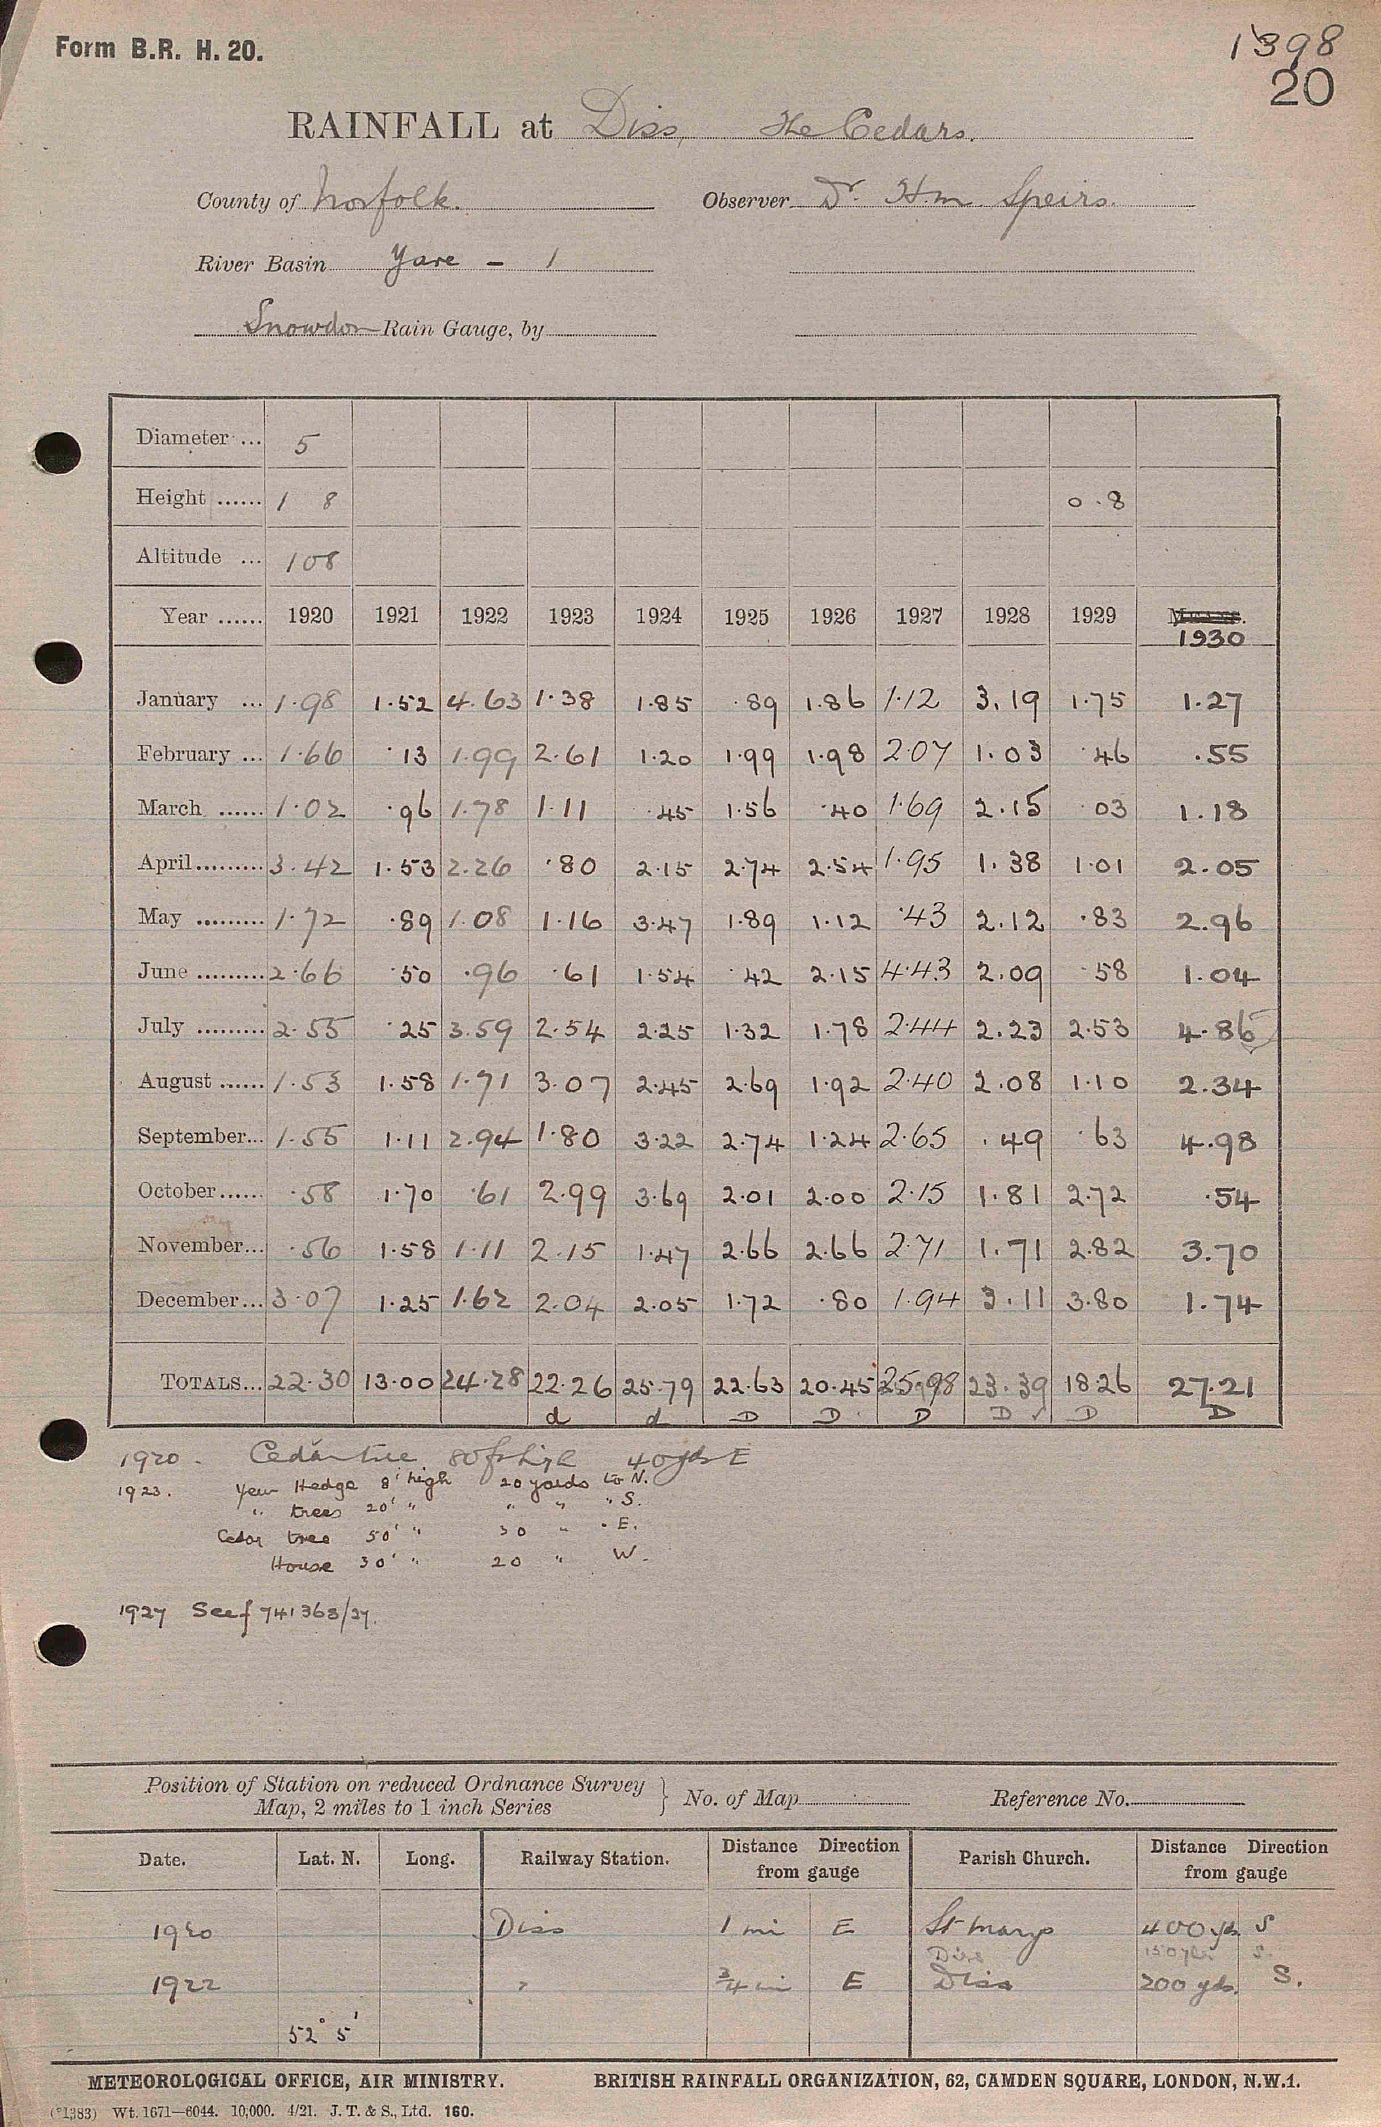 Form B.R. H. 20.
1398
20
RAINFALL at Diss, The Cedars.
County of Norfolk. Observer Dr. H.M. Speirs.
River Basin Yare - 1
Snowdon Rain Gauge, by
Diameter ... 5
Height ...... 1 8 0.8
Altitude ... 108
Year ...... 1920 1921 1922 1923 1924 1925 1926 1927 1928 1929 1930
January ... 1.98 1.52 4.63 1.38 1.85 .89 1.86 1.12 3.19 1.75 1.27
February ... 1.66 .13 1.99 2.61 1.20 1.99 1.98 2.07 1.03 .46 .55
March ...... 1.02 .96 1.78 1.11 .45 1.56 .40 1.69 2.15 .03 1.18
April ......... 3.42 1.53 2.26 .80 2.15 2.74 2.54 1.95 1.38 1.01 2.05
May ......... 1.72 .89 1.08 1.16 3.47 1.89 1.12 .43 2.12 .83 2.96
June ......... 2.66 .50 .96 .61 1.54 .42 2.15 4.43 2.09 .58 1.04
July ......... 2.55 .25 3.59 2.54 2.25 1.32 1.78 2.44 2.23 2.53 4.86
August ...... 1.53 1.58 1.71 3.07 2.45 2.69 1.92 2.40 2.08 1.10 2.34
September... 1.55 1.11 2.94 1.80 3.22 2.74 1.24 2.65 .49 .63 4.98
October...... .58 1.70 .61 2.99 3.69 2.01 2.00 2.15 1.81 2.72 .54
November... .56 1.58 1.11 2.15 1.47 2.66 2.66 2.71 1.71 2.82 3.70
December... 3.07 1.25 1.62 2.04 2.05 1.72 .80 1.94 3.11 3.80 1.74
TOTALS... 22.30 13.00 24.28 22.26 25.79 22.63 20.45 25.98 23.39 18.26 27.21
d d D D D D ✓ D D
1920. Cedar tree 80ft high 40 yds E
1923. Yew Hedge 8' high 20 yards to N.
" trees 20' " " " " S.
Cedar tree 50' " 30 " " E.
House 30' " 20 " W.
1927 See f 741363/27.
Position of Station on reduced Ordnance Survey Map, 2 miles to 1 inch Series } No. of Map Reference No.
Date. Lat. N. Long. Railway Station. Distance Direction from gauge Parish Church. Distance Direction from gauge
1920 Diss 1 mi E St Marys 400 yds S
Diss 150 yds S.
1922 " 3/4 mi E Diss 200 yds. S.
52° 5'
METEOROLOGICAL OFFICE, AIR MINISTRY. BRITISH RAINFALL ORGANIZATION, 62, CAMDEN SQUARE, LONDON, N.W.1.
(*1383) Wt. 1671—6044. 10,000. 4/21. J. T. & S., Ltd. 160.